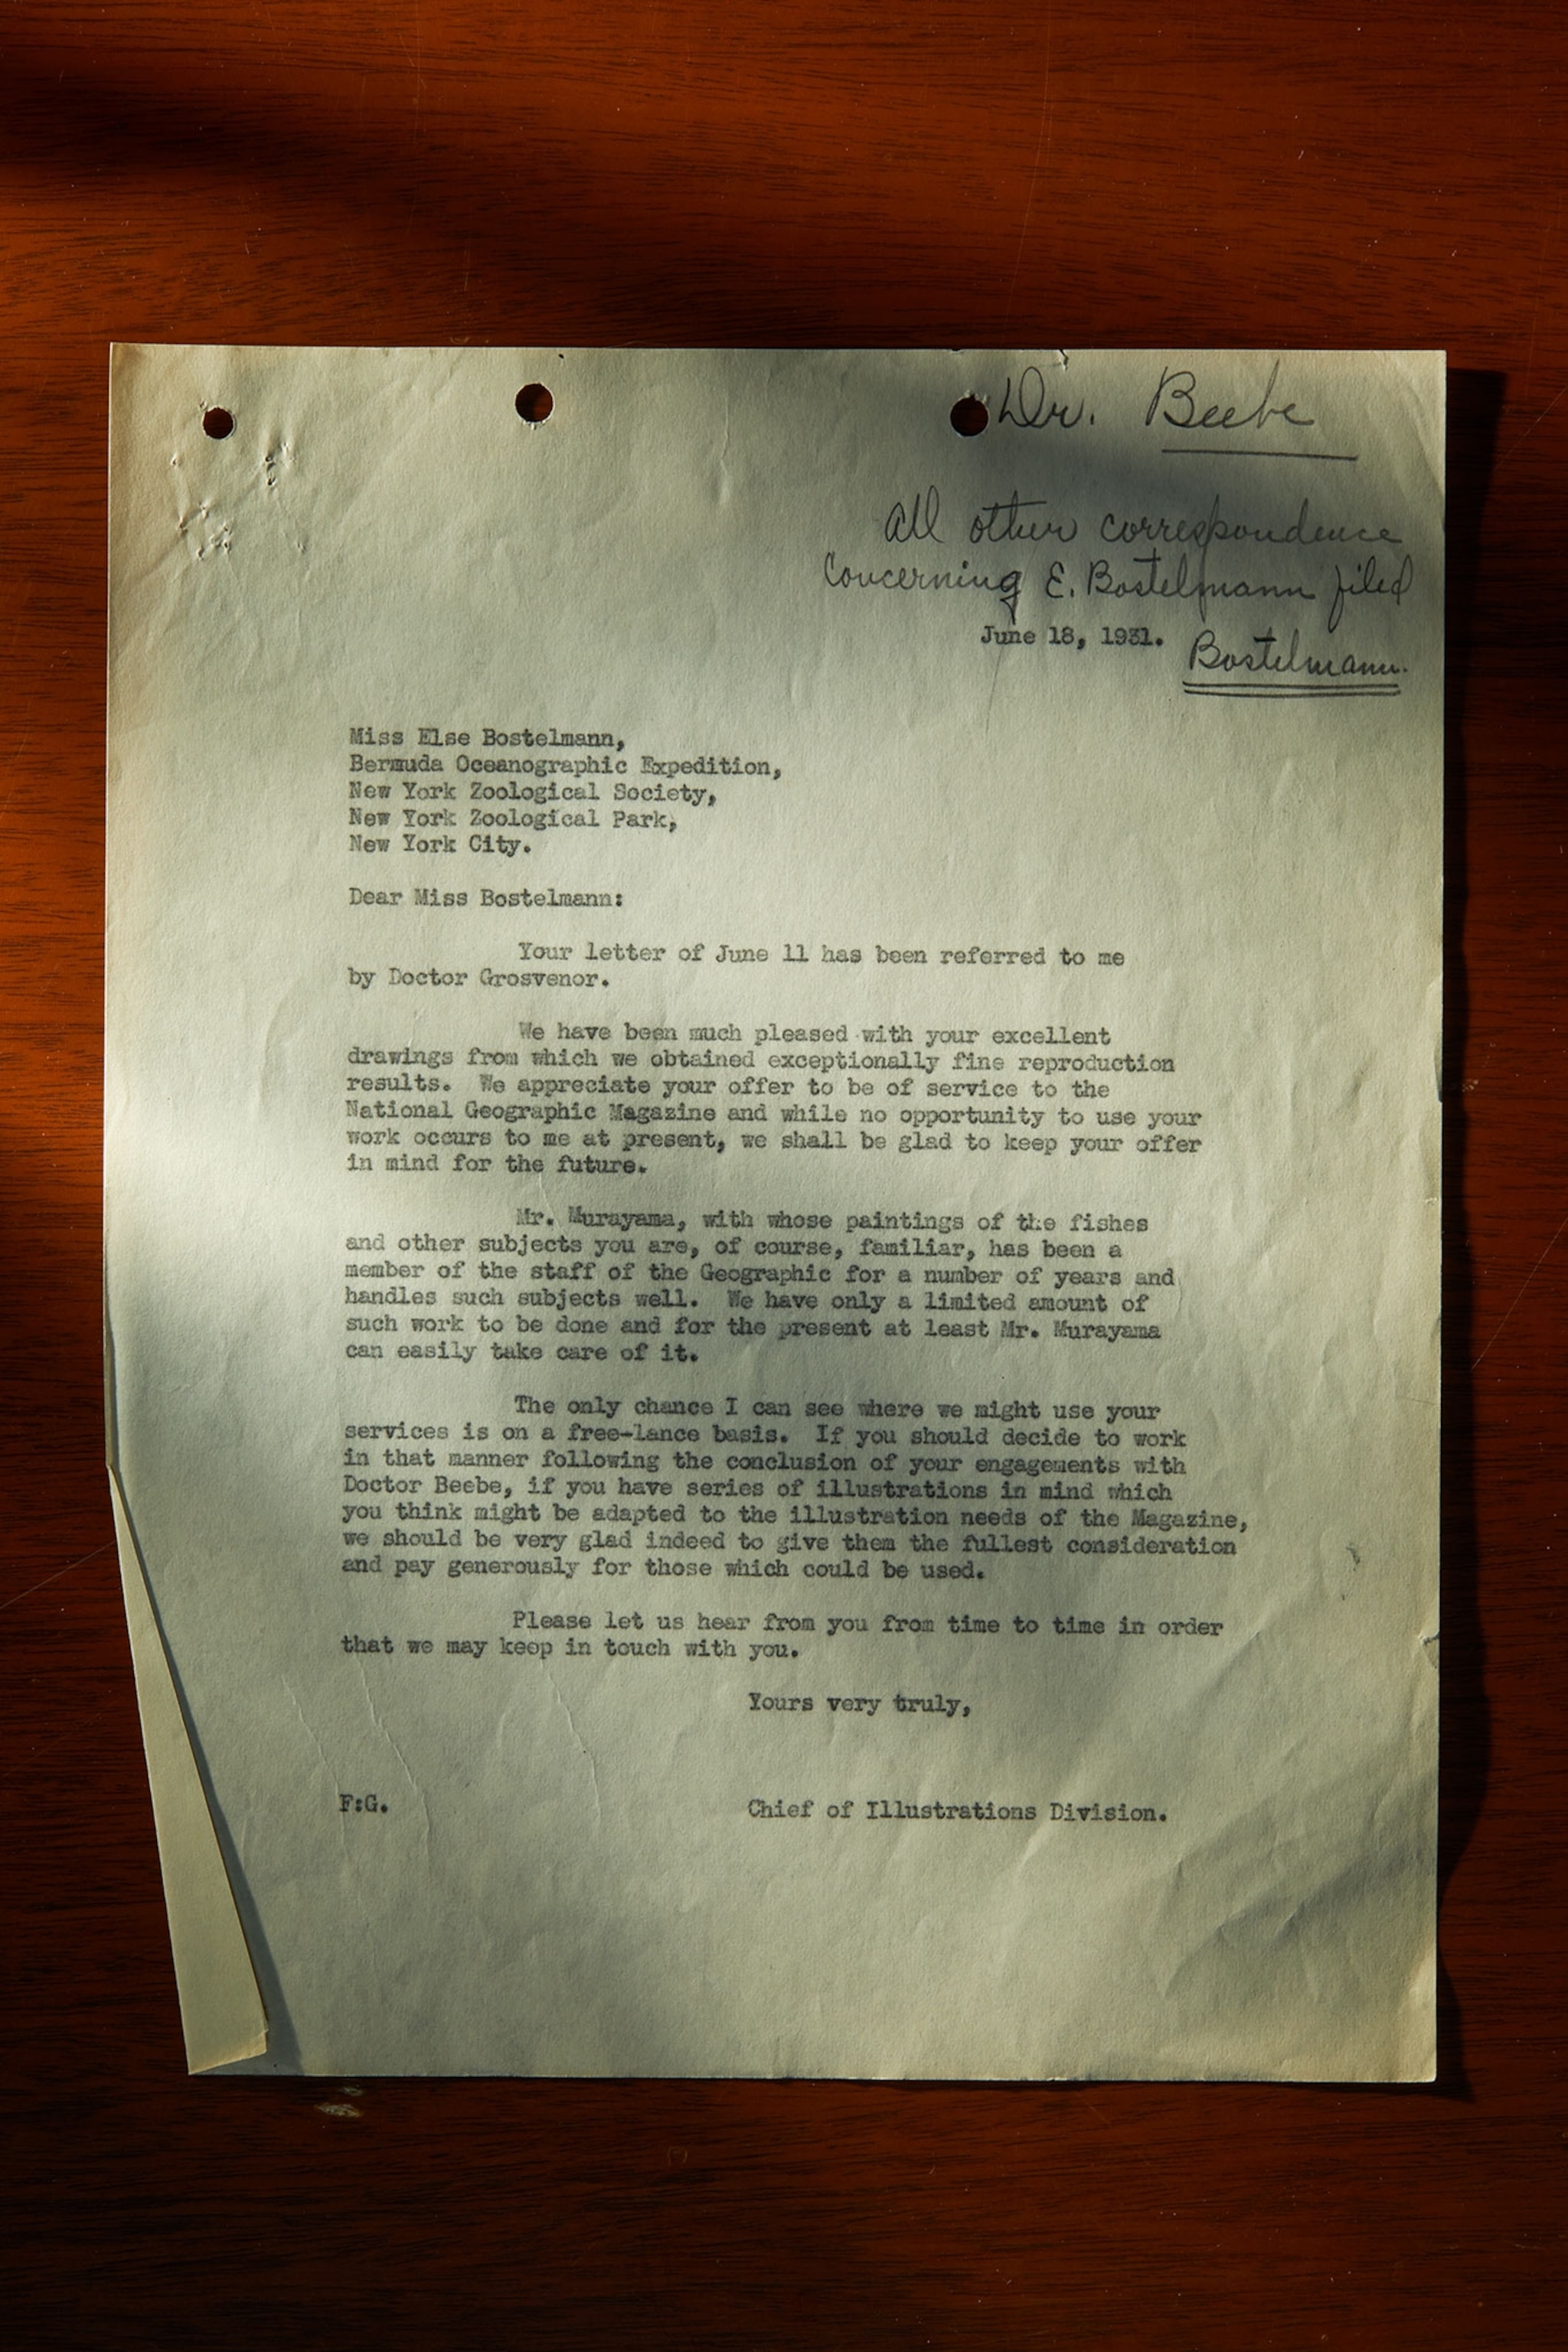 Dr. Beebe
All other correspondence
Concerning E. Bostelmann filed
June 18, 1931.
Bostelmann.
Miss Else Bostelmann,
Bermuda Oceanographic Expedition,
New York Zoological Society,
New York Zoological Park,
New York City.
Dear Miss Bostelmann:
Your letter of June 11 has been referred to me
by Doctor Grosvenor.
We have been much pleased with your excellent
drawings from which we obtained exceptionally fine reproduction
results. We appreciate your offer to be of service to the
National Geographic Magazine and while no opportunity to use your
work occurs to me at present, we shall be glad to keep your offer
in mind for the future.
Mr. Murayama, with whose paintings of the fishes
and other subjects you are, of course, familiar, has been a
member of the staff of the Geographic for a number of years and
handles such subjects well. We have only a limited amount of
such work to be done and for the present at least Mr. Murayama
can easily take care of it.
The only chance I can see where we might use your
services is on a free-lance basis. If you should decide to work
in that manner following the conclusion of your engagements with
Doctor Beebe, if you have series of illustrations in mind which
you think might be adapted to the illustration needs of the Magazine,
we should be very glad indeed to give them the fullest consideration
and pay generously for those which could be used.
Please let us hear from you from time to time in order
that we may keep in touch with you.
Yours very truly,
F:G.
Chief of Illustrations Division.